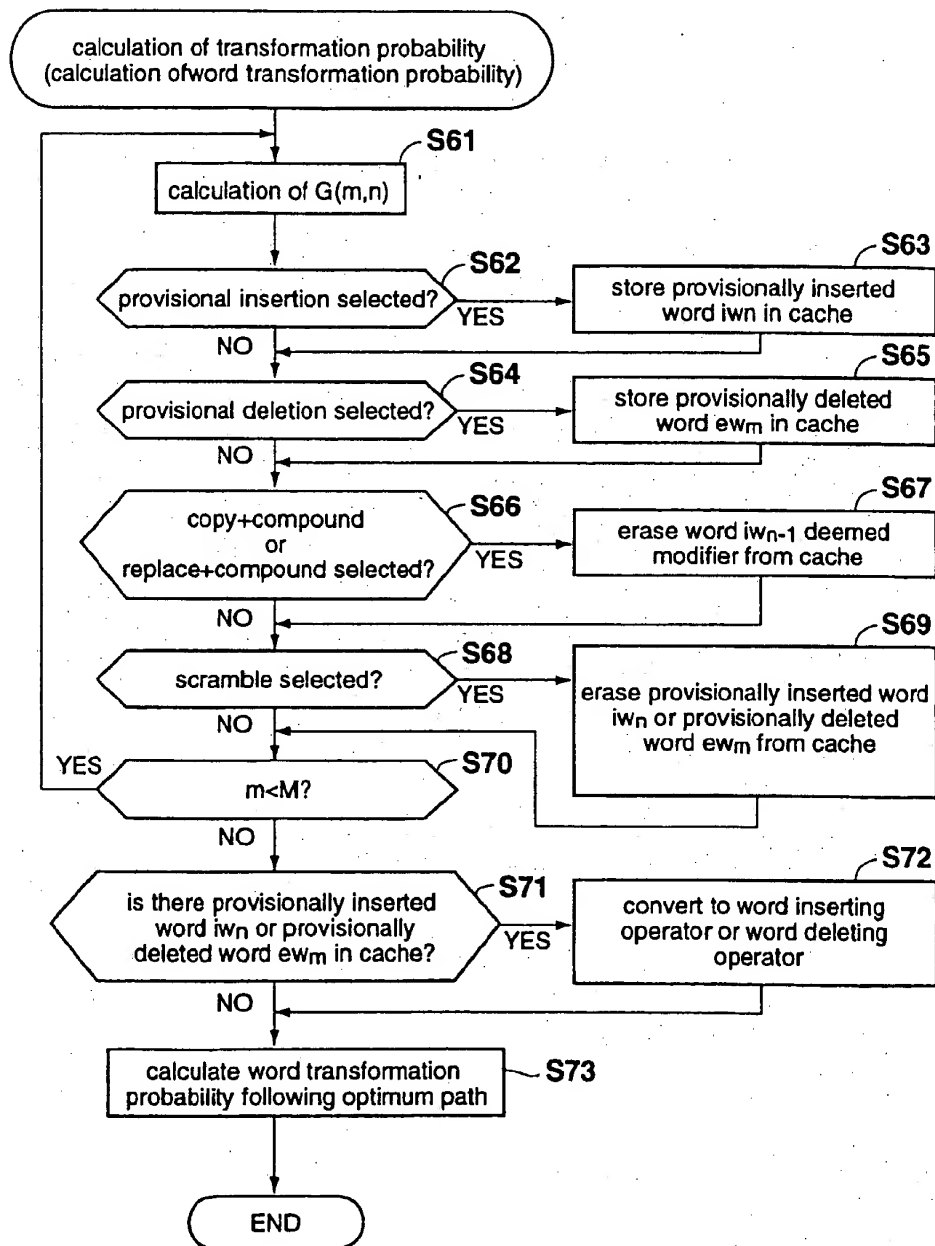 calculation of transformation probability
(calculation ofword transformation probability)
S61
calculation of G(m,n)
S62
provisional insertion selected?
YES
NO
S63
store provisionally inserted
word iwn in cache
S64
provisional deletion selected?
YES
NO
S65
store provisionally deleted
word ewm in cache
S66
copy+compound
or
replace+compound selected?
YES
NO
S67
erase word iwn-1 deemed
modifier from cache
S68
scramble selected?
YES
NO
S69
erase provisionally inserted word
iwn or provisionally deleted
word ewm from cache
S70
YES
m<M?
NO
S71
is there provisionally inserted
word iwn or provisionally
deleted word ewm in cache?
YES
NO
S72
convert to word inserting
operator or word deleting
operator
calculate word transformation
probability following optimum path
S73
END